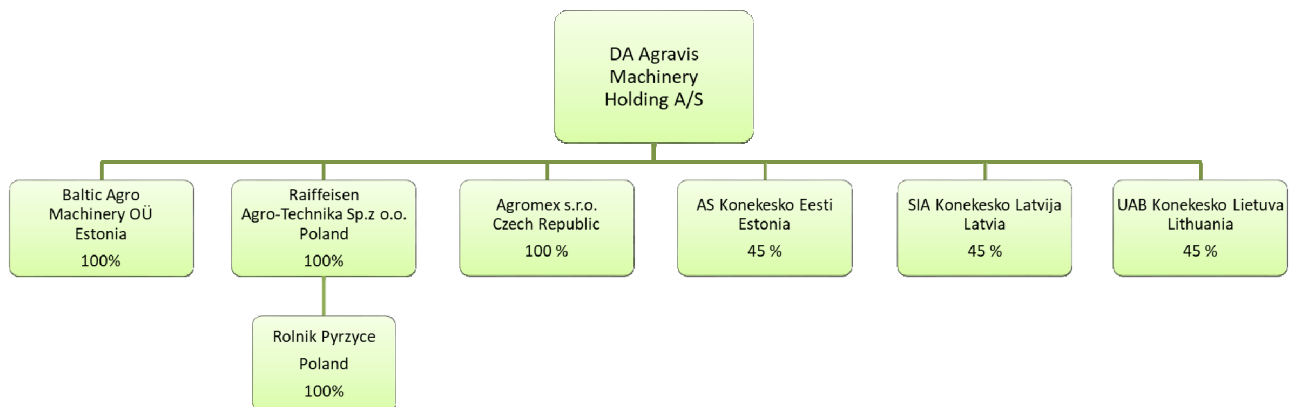 DA Agravis
Machinery
Holding A/S
Baltic Agro
Machinery OÜ
Estonia
100%
Raiffeisen
Agro-Technika Sp.z o.o.
Poland
100%
Agromex s.r.o.
Czech Republic
100 %
AS Konekesko Eesti
Estonia
45 %
SIA Konekesko Latvija
Latvia
45 %
UAB Konekesko Lietuva
Lithuania
45 %
Rolnik Pyrzyce
Poland
100%